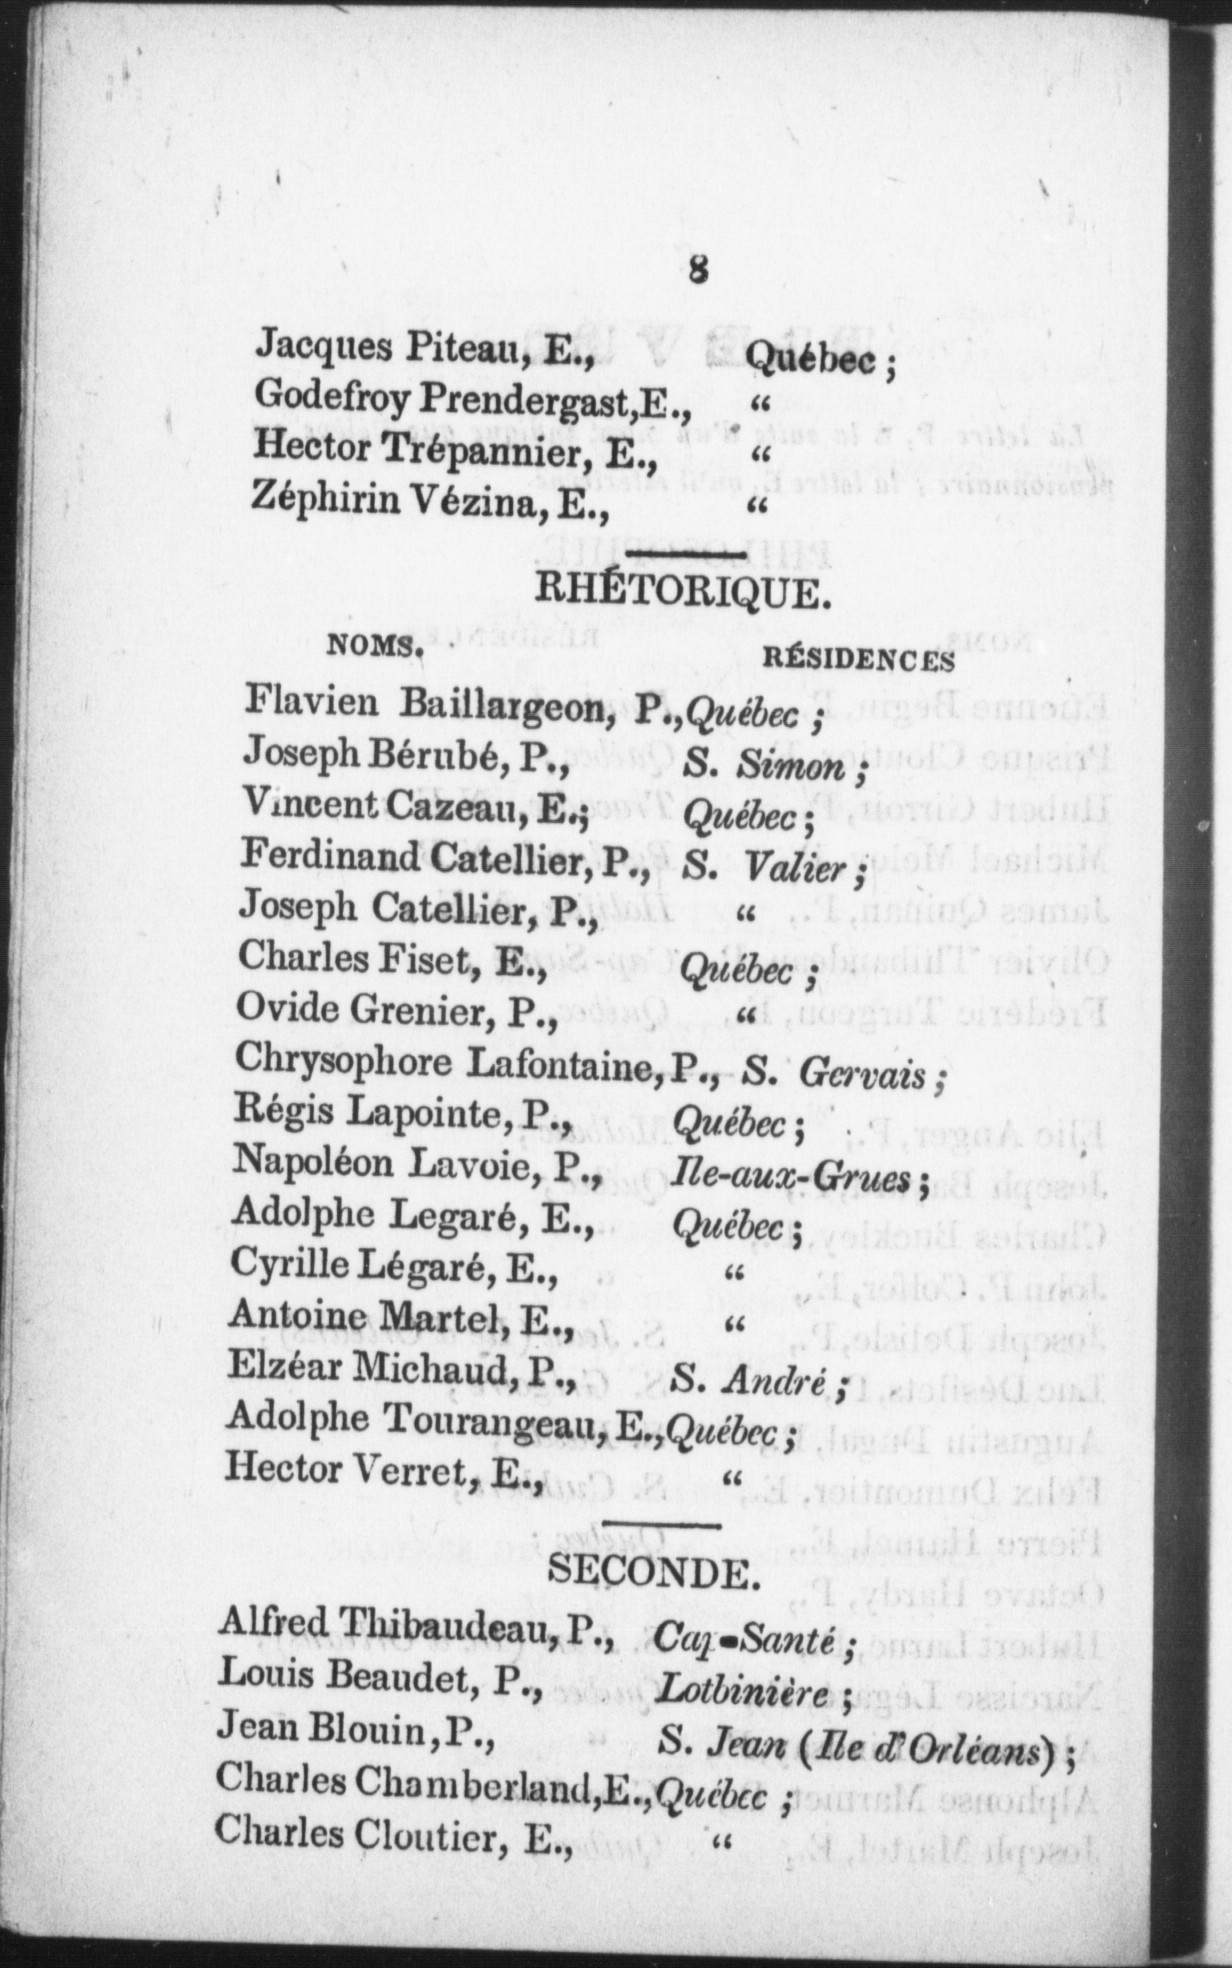 8
Jacques Piteau, E., Québec ;
Godefroy Prendergast,E., “
Hector Trépannier, E., “
Zéphirin Vézina, E., “
RHÉTORIQUE.
NOMS. RÉSIDENCES
Flavien Baillargeon, P.,Québec ;
Joseph Bérubé, P., S. Simon ;
Vincent Cazeau, E.; Québec ;
Ferdinand Catellier, P., S. Valier ;
Joseph Catellier, P., “
Charles Fiset, E., Québec ;
Ovide Grenier, P., “
Chrysophore Lafontaine, P., S. Gervais ;
Régis Lapointe, P., Québec ;
Napoléon Lavoie, P., Ile-aux-Grues ;
Adolphe Legaré, E., Québec ;
Cyrille Légaré, E., “
Antoine Martel, E., “
Elzéar Michaud, P., S. André ;
Adolphe Tourangeau, E.,Québec ;
Hector Verret, E., “
SECONDE.
Alfred Thibaudeau, P., Cap-Santé ;
Louis Beaudet, P., Lotbinière ;
Jean Blouin, P., S. Jean (Ile d'Orléans) ;
Charles Chamberland,E.,Québec ;
Charles Cloutier, E., “